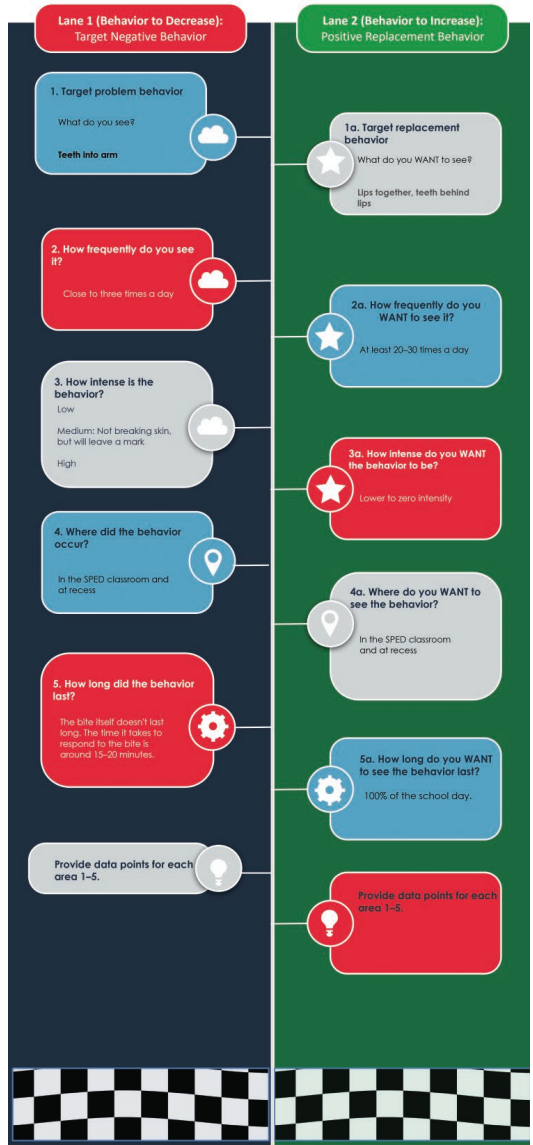 Lane 1 (Behavior to Decrease):
Target Negative Behavior
1. Target problem behavior
What do you see?
Teeth into arm
2. How frequently do you see
it?
Close to three times a day
3. How intense is the
behavior?
Low
Medium: Not breaking skin,
but will leave a mark
High
4. Where did the behavior
occur?
In the SPED classroom and
at recess
5. How long did the behavior
last?
The bite itself doesn't last
long. The time it takes to
respond to the bite is
around 15–20 minutes.
Provide data points for each
area 1–5.
Lane 2 (Behavior to Increase):
Positive Replacement Behavior
1a. Target replacement
behavior
What do you WANT to see?
Lips together, teeth behind
lips
2a. How frequently do you
WANT to see it?
At least 20–30 times a day
3a. How intense do you WANT
the behavior to be?
Lower to zero intensity
4a. Where do you WANT to
see the behavior?
In the SPED classroom
and at recess
5a. How long do you WANT
to see the behavior last?
100% of the school day.
Provide data points for each
area 1–5.